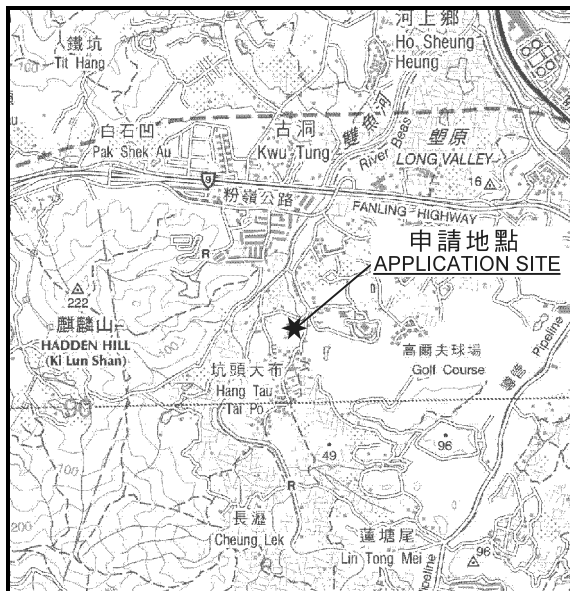 河上鄉
Ho Sheung
Heung
鐵坑
Tit Hang
100
白石凹
Pak Shek Au
古洞
Kwu Tung
雙魚河
River Beas
塱原
LONG VALLEY
16
9
粉嶺公路
FANLING HIGHWAY
申請地點
APPLICATION SITE
R
222
麒麟山
HADDEN HILL
(Ki Lun Shan)
100
坑頭大布
Hang Tau
Tai Po
高爾夫球場
Golf Course
Pipeline
90
49
96
100
R
200
長瀝
Cheung Lek
蓮塘尾
Lin Tong Mei
96
Pipeline